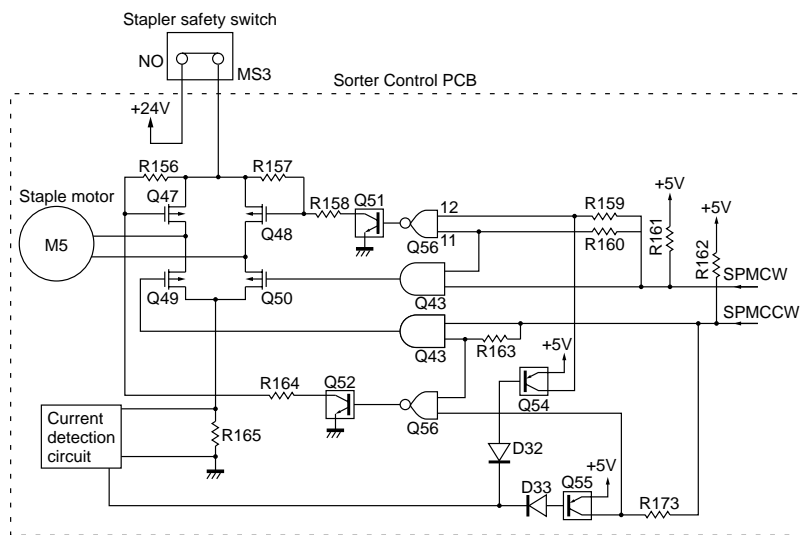 Stapler safety switch
NO
MS3
Sorter Control PCB
+24V
R156
R157
Q47
Staple motor
M5
Q48
R158
Q51
12
11
Q56
R159
R160
+5V
R161
+5V
R162
SPMCW
Q49
Q50
Q43
SPMCCW
Q43
R163
+5V
Q54
R164
Q52
Q56
Current
detection
circuit
R165
D32
D33
Q55
+5V
R173